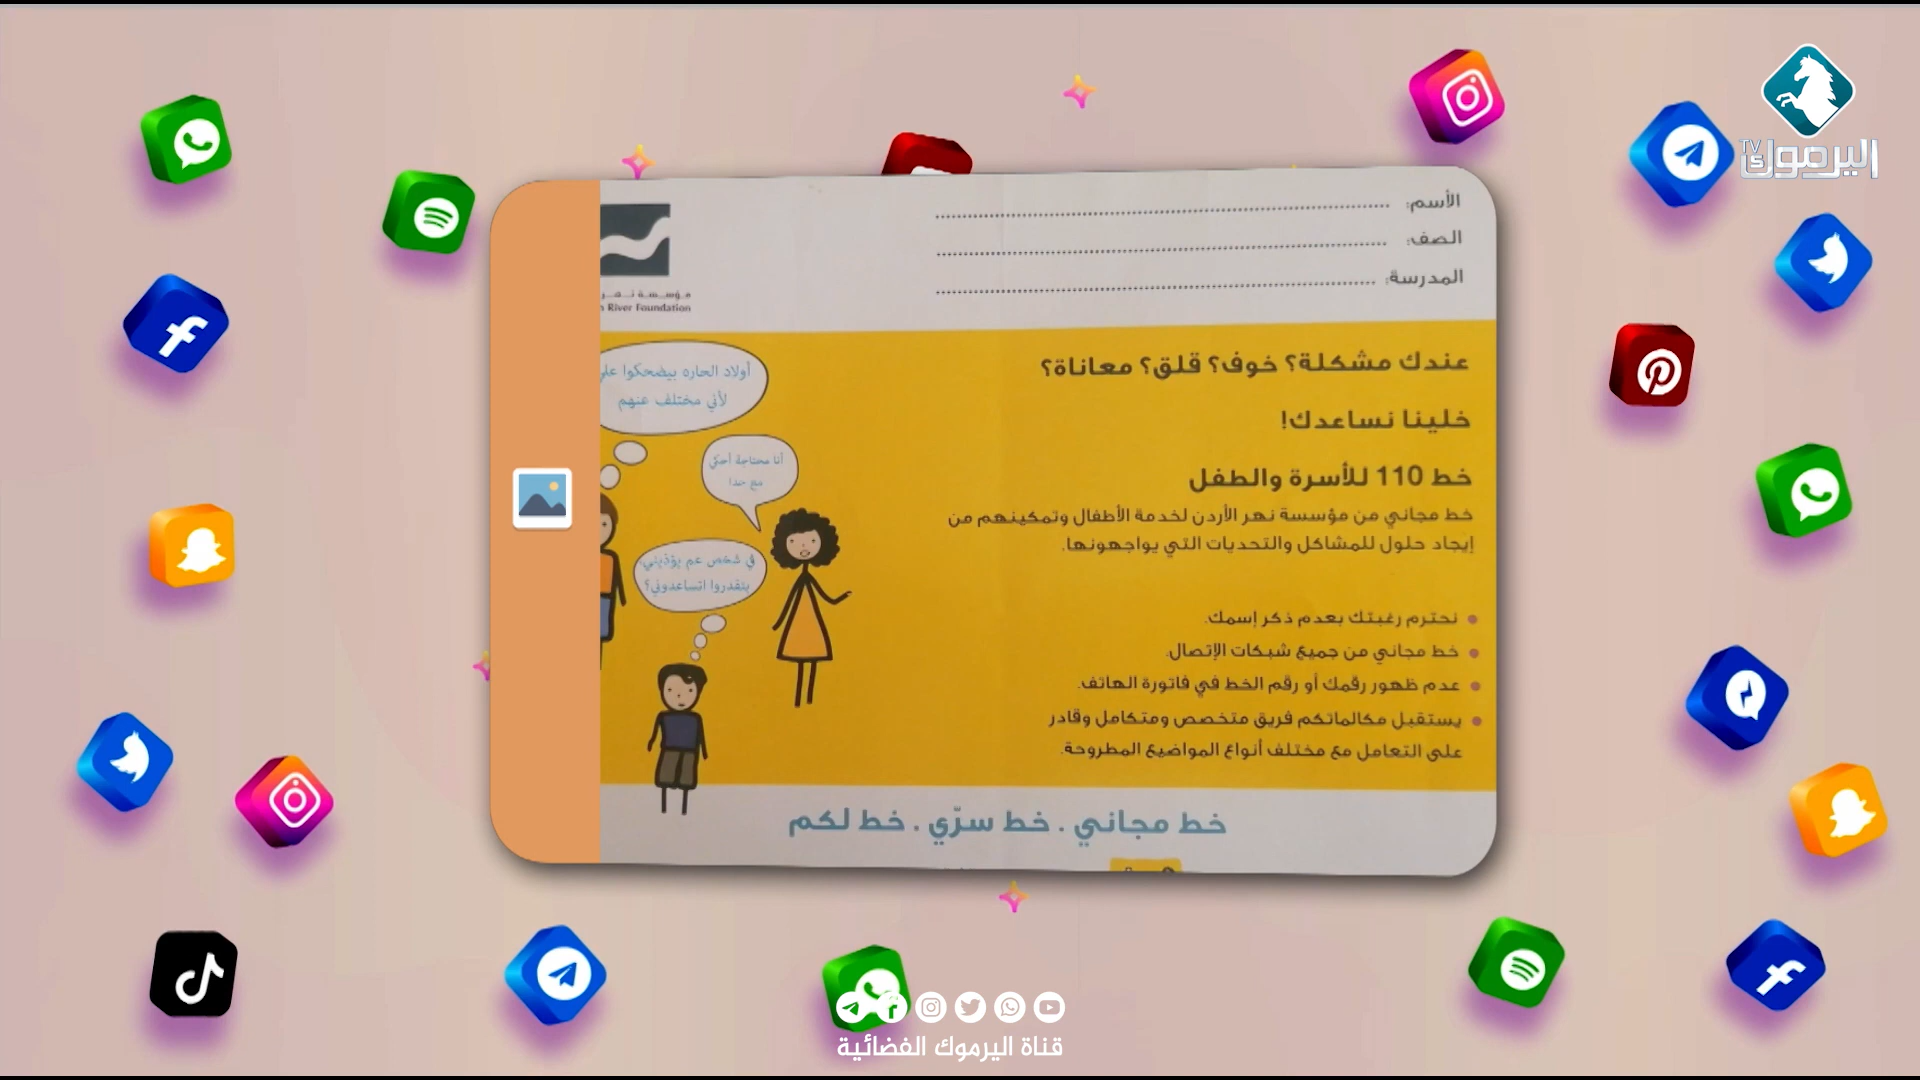 اليرموك
TV
الأسم:
الصف:
المدرسة:
مؤسسة نهر
River Foundation
عندك مشكلة؟ خوف؟ قلق؟ معاناة؟
خلينا نساعدك!
خط 110 للأسرة والطفل
خط مجاني من مؤسسة نهر الأردن لخدمة الأطفال وتمكينهم من
إيجاد حلول للمشاكل والتحديات التي يواجهونها.
نحترم رغبتك بعدم ذكر إسمك.
خط مجاني من جميع شبكات الإتصال.
عدم ظهور رقمك أو رقم الخط في فاتورة الهاتف.
يستقبل مكالماتكم فريق متخصص ومتكامل وقادر
على التعامل مع مختلف أنواع المواضيع المطروحة.
أولاد الحاره بيضحكوا
لأني مختلف عنهم
أنا محتاجة أحكي
مع حدا
في شخص عم يؤذيني،
بتقدروا اتساعدوني؟
خط مجاني . خط سرّي . خط لكم
قناة اليرموك الفضائية